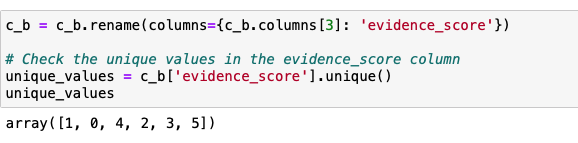 c_b = c_b.rename(columns={c_b.columns[3]: 'evidence_score'})
# Check the unique values in the evidence_score column
unique_values = c_b['evidence_score'].unique()
unique_values
array([1, 0, 4, 2, 3, 5])